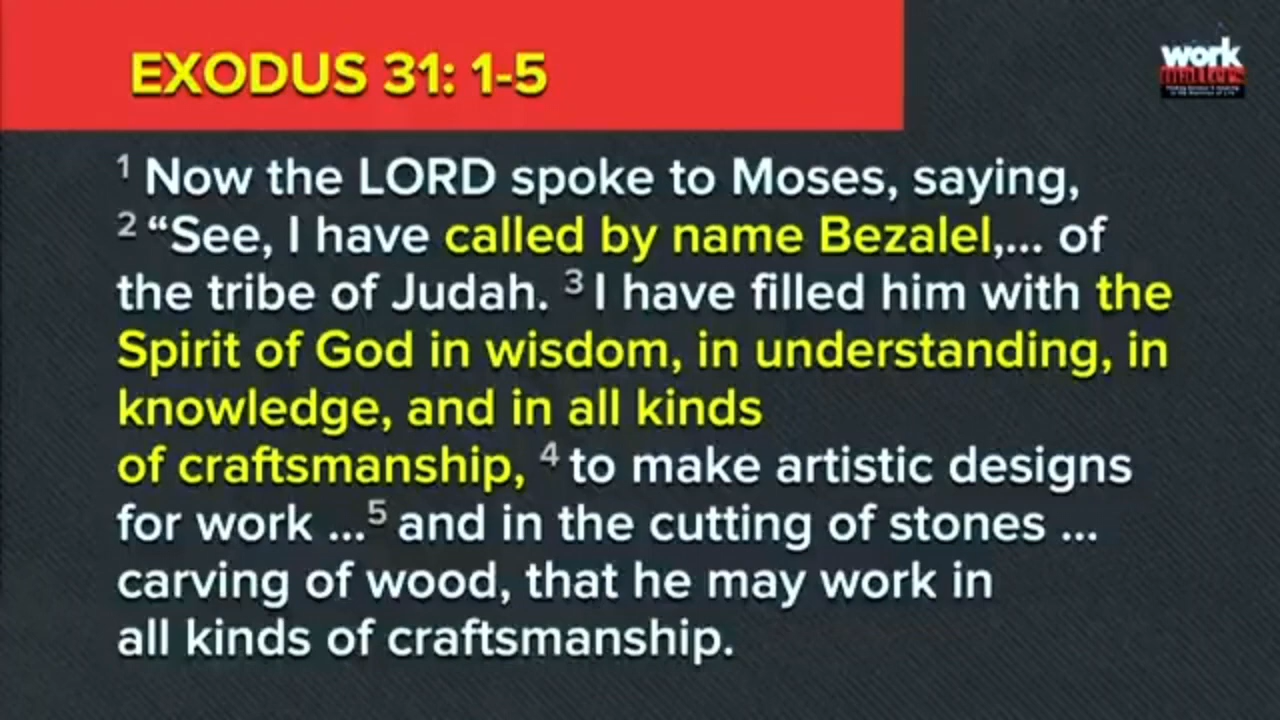 EXODUS 31: 1-5
work
matters
1 Now the LORD spoke to Moses, saying,
2 “See, I have called by name Bezalel,... of
the tribe of Judah. 3 I have filled him with the
Spirit of God in wisdom, in understanding, in
knowledge, and in all kinds
of craftsmanship, 4 to make artistic designs
for work ...5 and in the cutting of stones ...
carving of wood, that he may work in
all kinds of craftsmanship.